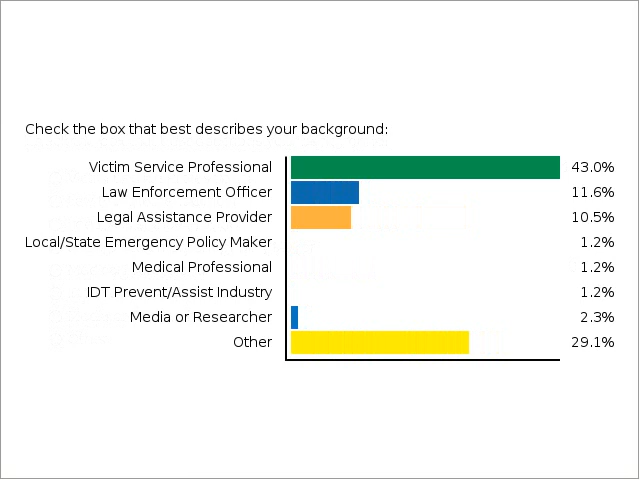 Check the box that best describes your background:
Victim Service Professional 43.0%
Law Enforcement Officer 11.6%
Legal Assistance Provider 10.5%
Local/State Emergency Policy Maker 1.2%
Medical Professional 1.2%
IDT Prevent/Assist Industry 1.2%
Media or Researcher 2.3%
Other 29.1%